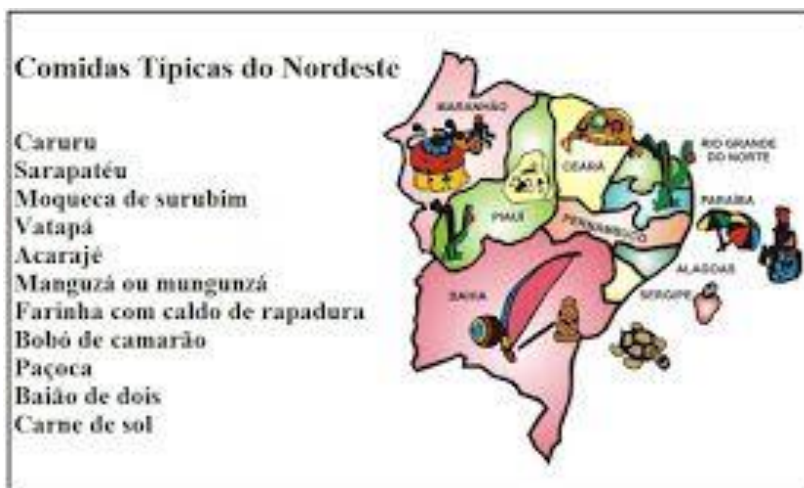 Comidas Típicas do Nordeste
Caruru
Sarapatéu
Moqueca de surubim
Vatapá
Acarajé
Manguzá ou mungunzá
Farinha com caldo de rapadura
Bobó de camarão
Paçoca
Baião de dois
Carne de sol
MARANHÃO
CEARÁ
RIO GRANDE
DO NORTE
PIAUÍ
PARAÍBA
PERNAMBUCO
ALAGOAS
SERGIPE
BAHIA